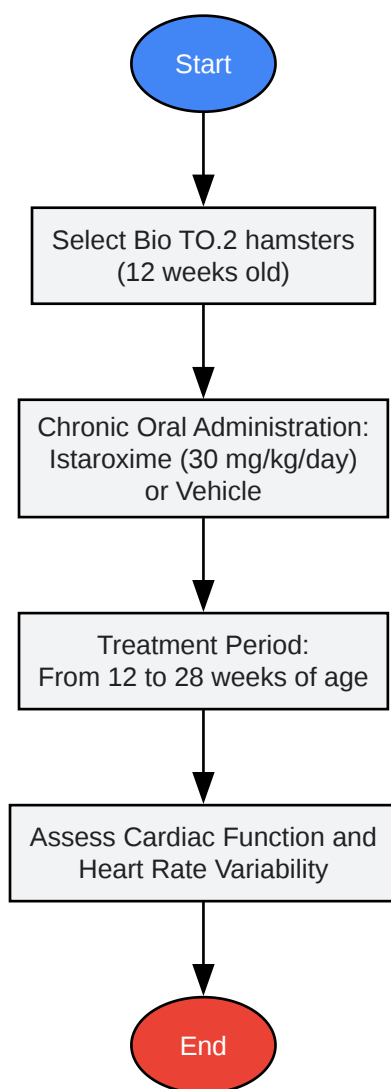 Start
Select Bio TO.2 hamsters
(12 weeks old)
Chronic Oral Administration:
Istaroxime (30 mg/kg/day)
or Vehicle
Treatment Period:
From 12 to 28 weeks of age
Assess Cardiac Function and
Heart Rate Variability
End